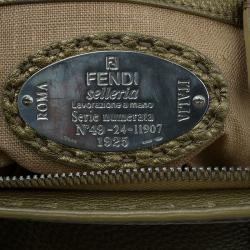 FENDI
selleria
Lavorazione a mano
Serie numerata
N°49-24-11907
1925
ROMA
ITALIA